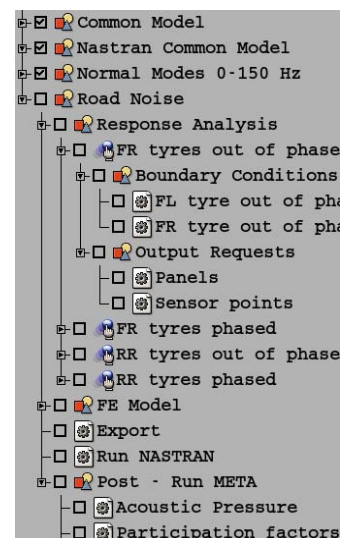 Common Model
Nastran Common Model
Normal Modes 0-150 Hz
Road Noise
Response Analysis
FR tyres out of phase
Boundary Conditions
FL tyre out of pha
FR tyre out of pha
Output Requests
Panels
Sensor points
FR tyres phased
RR tyres out of phase
RR tyres phased
FE Model
Export
Run NASTRAN
Post - Run META
Acoustic Pressure
Participation factors